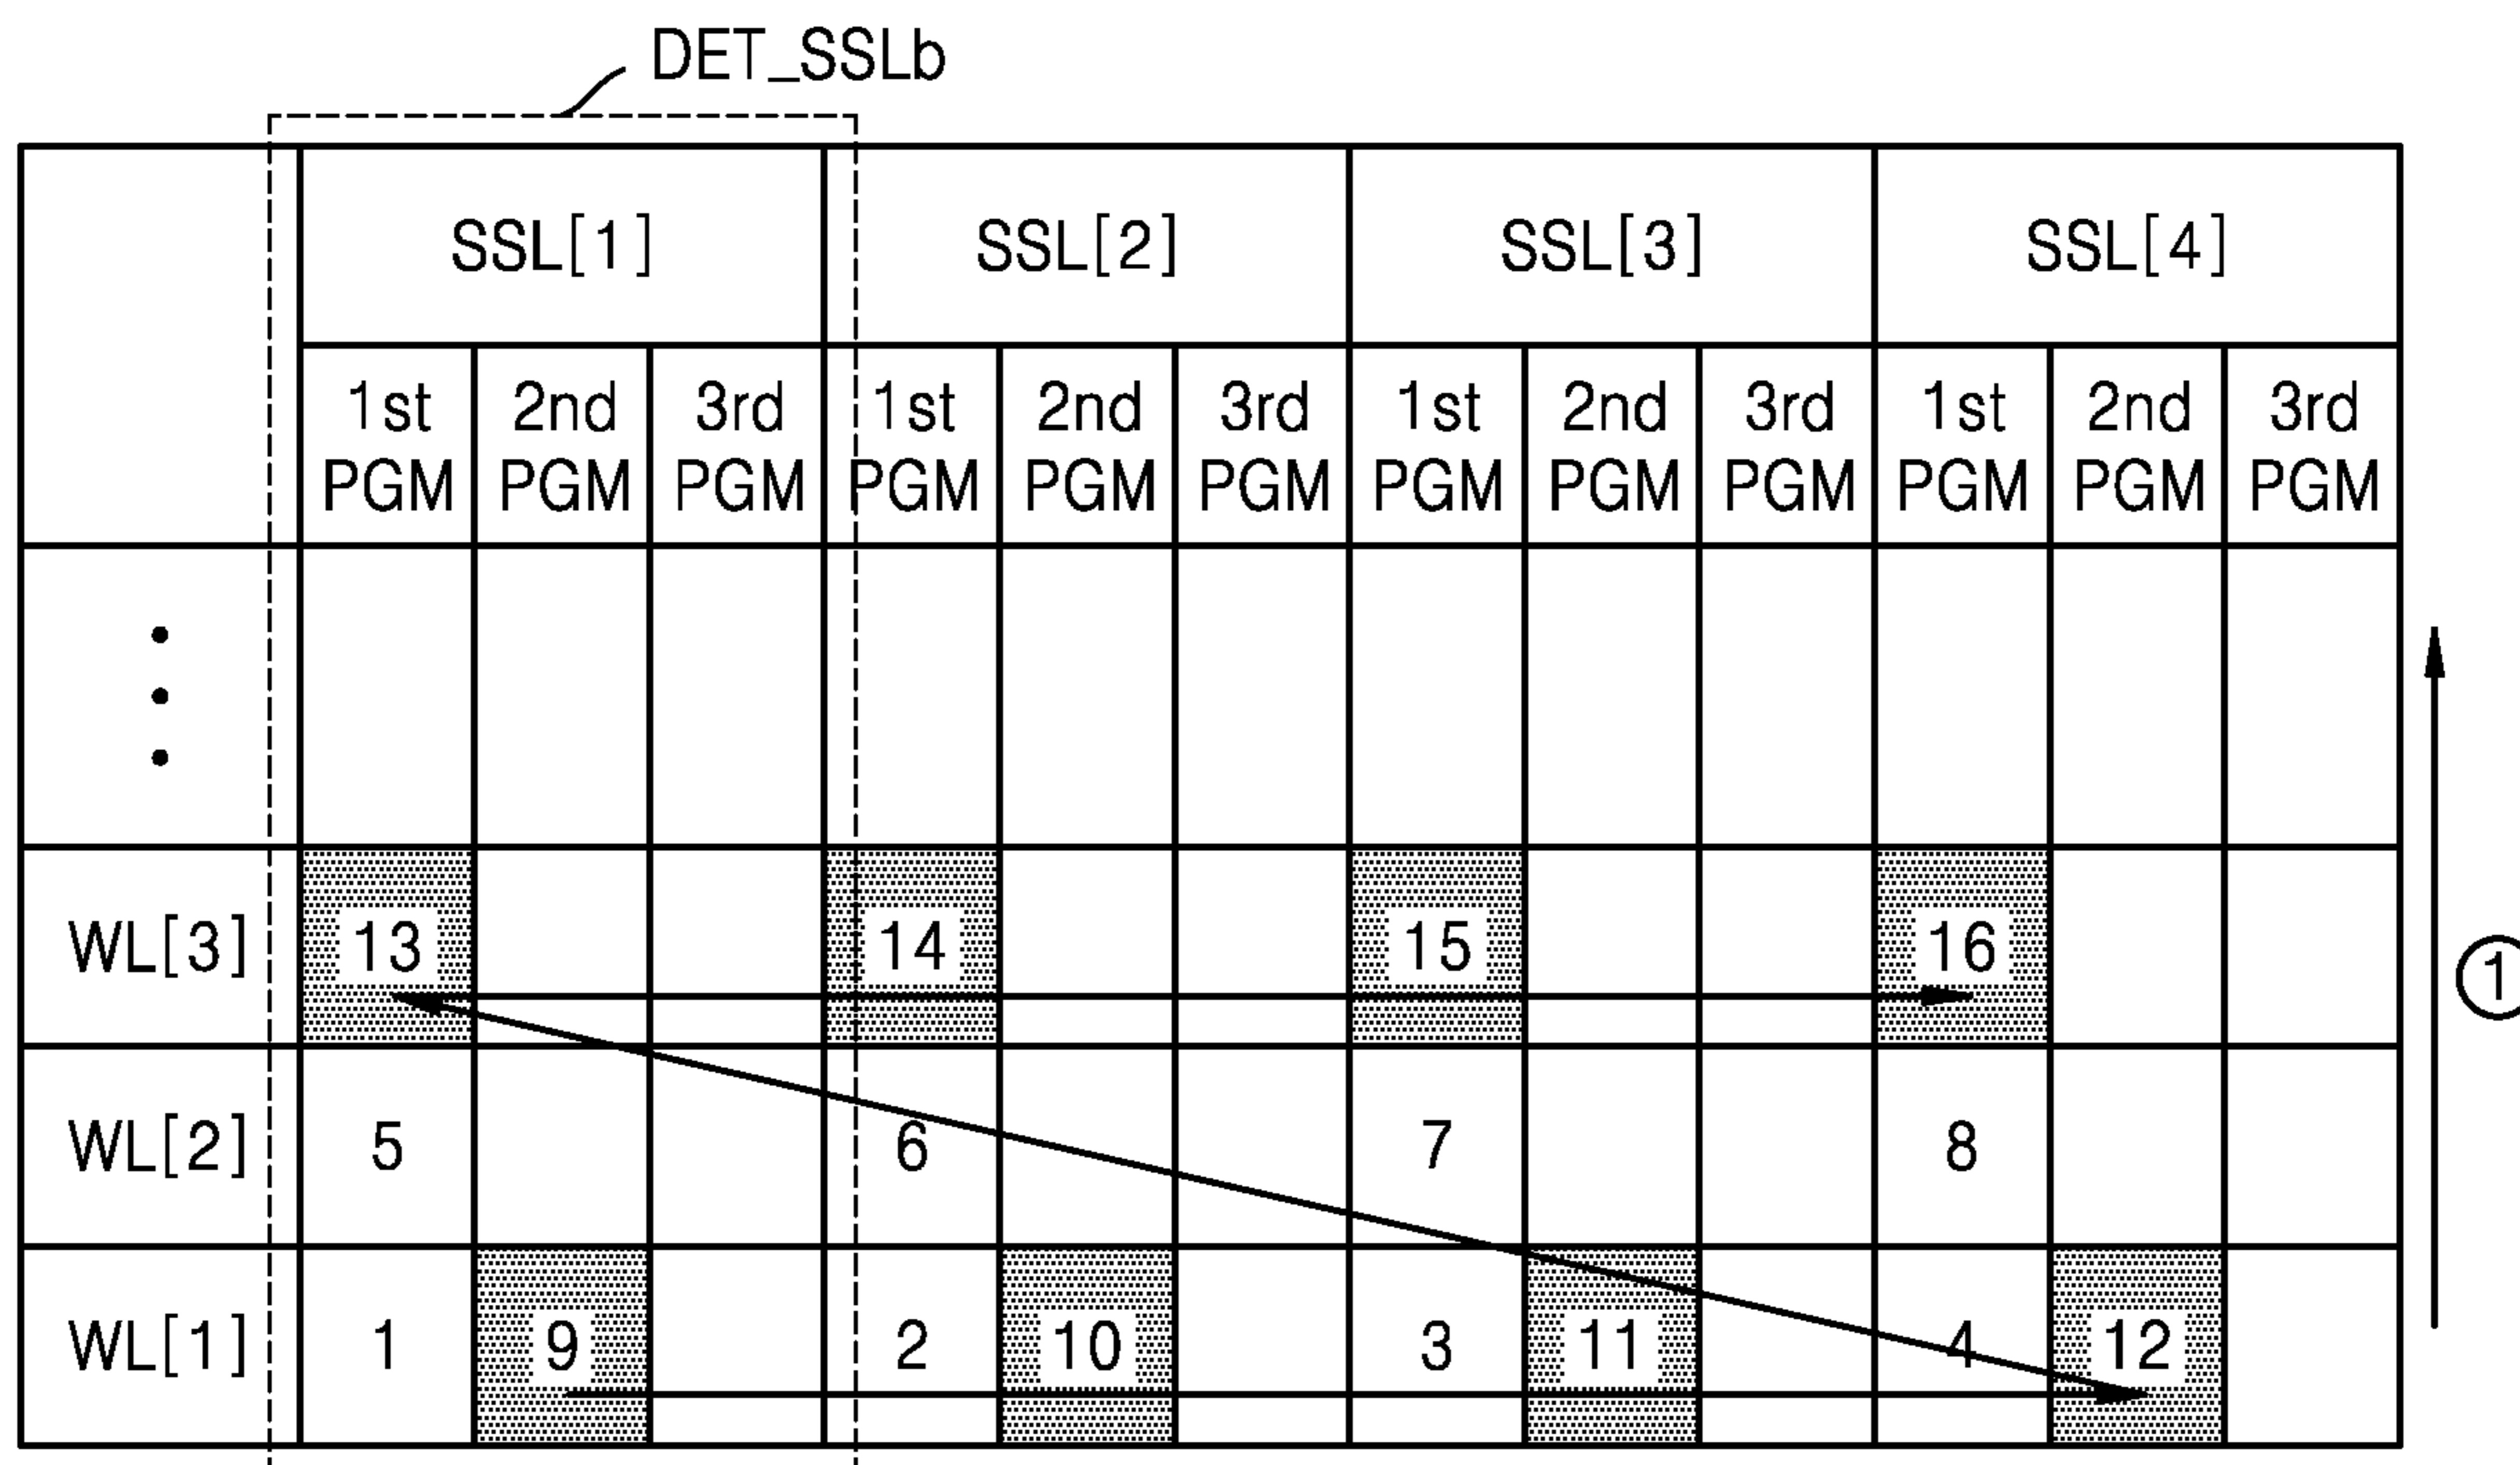 DET_SSLb
SSL[1] SSL[2] SSL[3] SSL[4]
1st 2nd 3rd 1st 2nd 3rd 1st 2nd 3rd 1st 2nd 3rd
PGM PGM PGM PGM PGM PGM PGM PGM PGM PGM PGM PGM
WL[3] 13 14 15 16
①
WL[2] 5 6 7 8
WL[1] 1 9 2 10 3 11 4 12